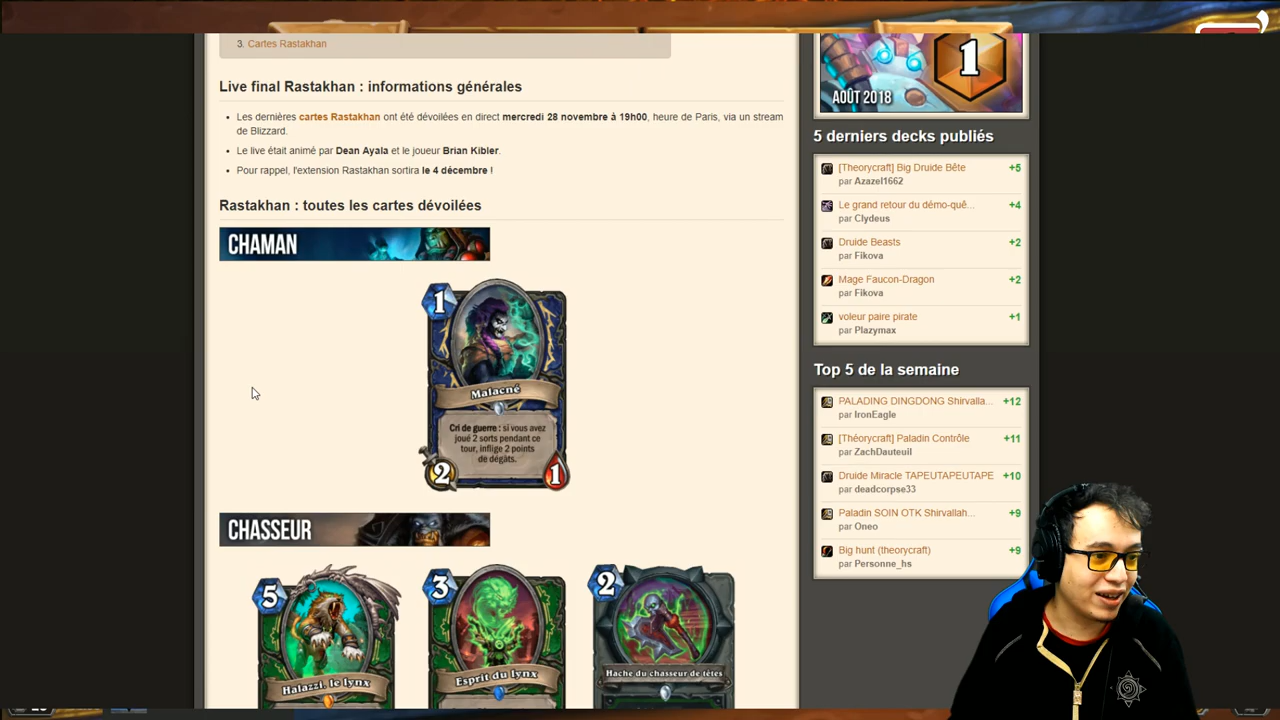 3. Cartes Rastakhan
Live final Rastakhan : informations générales
Les dernières cartes Rastakhan ont été dévoilées en direct mercredi 28 novembre à 19h00, heure de Paris, via un stream
de Blizzard.
Le live était animé par Dean Ayala et le joueur Brian Kibler.
Pour rappel, l'extension Rastakhan sortira le 4 décembre !
Rastakhan : toutes les cartes dévoilées
CHAMAN
1
Malacné
Cri de guerre : si vous avez
joué 2 sorts pendant ce
tour, inflige 2 points
de dégâts.
2 1
CHASSEUR
5 3 2
Halazzi, le lynx
Esprit du lynx
Hache du chasseur de têtes
1
AOÛT 2018
5 derniers decks publiés
[Theorycraft] Big Druide Bête +5
par Azazel1662
Le grand retour du démo-quê... +4
par Clydeus
Druide Beasts +2
par Fikova
Mage Faucon-Dragon +2
par Fikova
voleur paire pirate +1
par Plazymax
Top 5 de la semaine
PALADING DINGDONG Shirvalla... +12
par IronEagle
[Théorycraft] Paladin Contrôle +11
par ZachDauteuil
Druide Miracle TAPEUTAPEUTAPE +10
par deadcorpse33
Paladin SOIN OTK Shirvallah... +9
par Oneo
Big hunt (theorycraft) +9
par Personne_hs